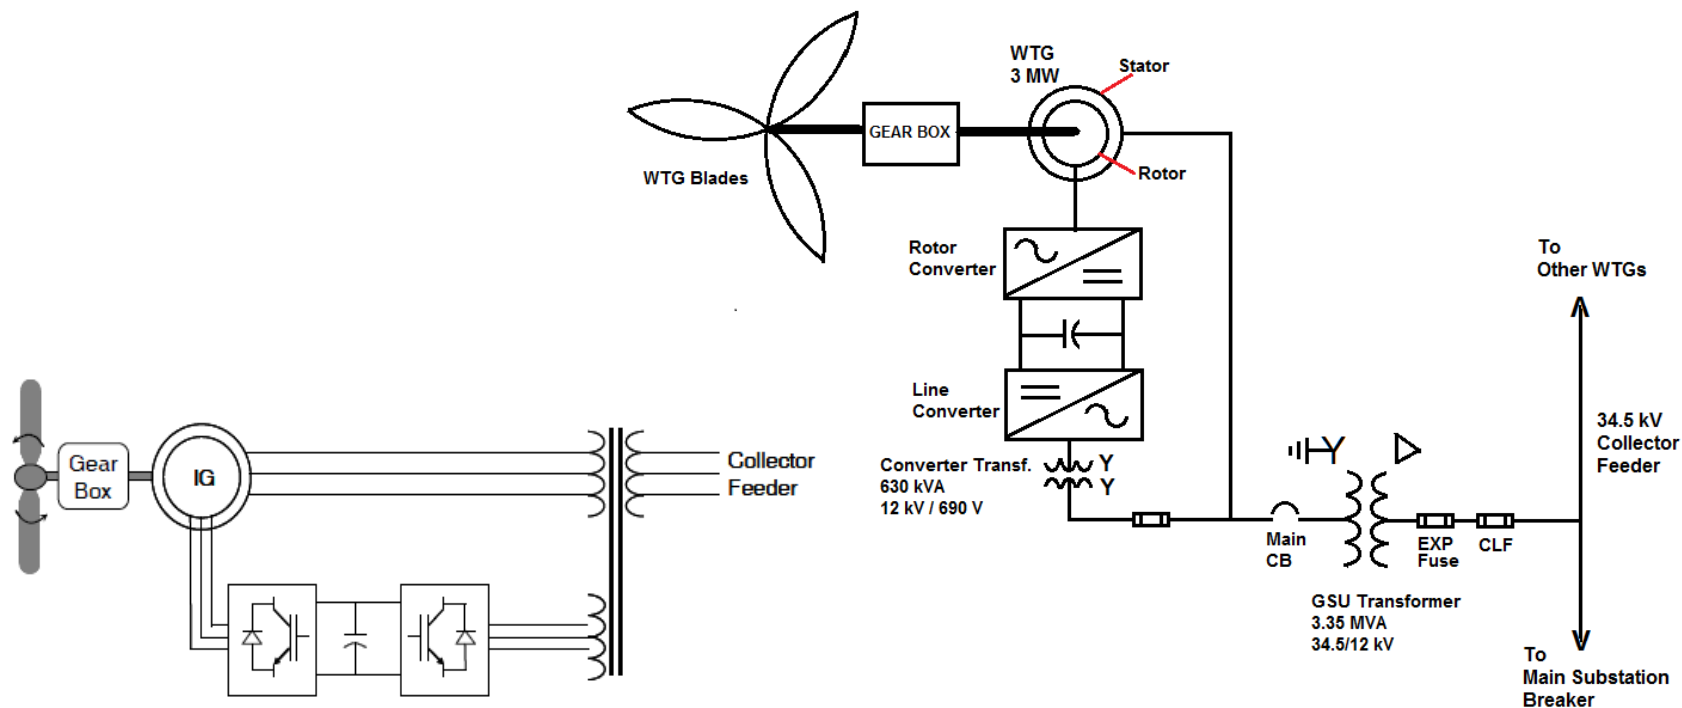 WTG
3 MW
Stator
GEAR BOX
Rotor
WTG Blades
Rotor
Converter
To
Other WTGs
Line
Converter
34.5 kV
Collector
Feeder
Converter Transf.
630 kVA
12 kV / 690 V
Y
Y
Y
Main
CB
EXP
Fuse
CLF
GSU Transformer
3.35 MVA
34.5/12 kV
To
Main Substation
Breaker
Gear
Box
IG
Collector
Feeder